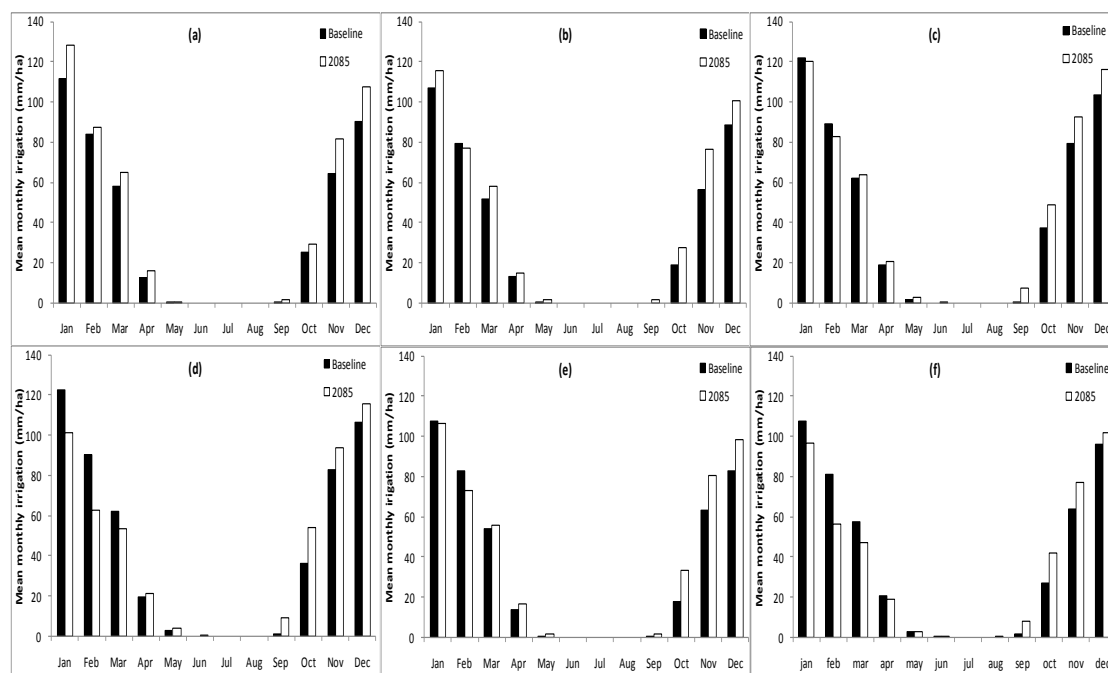 (a)
Baseline
2085
Mean monthly irrigation (mm/ha)
140
120
100
80
60
40
20
0
Jan Feb Mar Apr May Jun Jul Aug Sep Oct Nov Dec
(b)
Baseline
2085
Mean monthly irrigation (mm/ha)
140
120
100
80
60
40
20
0
Jan Feb Mar Apr May Jun Jul Aug Sep Oct Nov Dec
(c)
Baseline
2085
Mean monthly irrigation (mm/ha)
140
120
100
80
60
40
20
0
Jan Feb Mar Apr May Jun Jul Aug Sep Oct Nov Dec
(d)
Baseline
2085
Mean monthly irrigation (mm/ha)
140
120
100
80
60
40
20
0
Jan Feb Mar Apr May Jun Jul Aug Sep Oct Nov Dec
(e)
Baseline
2085
Mean monthly irrigation (mm/ha)
140
120
100
80
60
40
20
0
Jan Feb Mar Apr May Jun Jul Aug Sep Oct Nov Dec
(f)
Baseline
2085
Mean monthly irrigation (mm/ha)
140
120
100
80
60
40
20
0
jan feb mar apr may jun jul aug sep oct nov dec